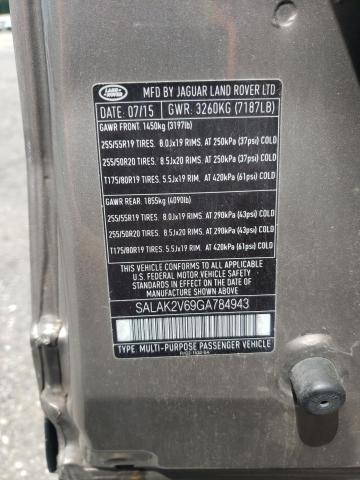 LAND ROVER
MFD BY JAGUAR LAND ROVER LTD
DATE: 07/15 GWR: 3260KG (7187LB)
GAWR FRONT: 1450kg (3197lb)
255/55R19 TIRES. 8.0Jx19 RIMS. AT 250kPa (37psi) COLD
255/50R20 TIRES. 8.5Jx20 RIMS. AT 250kPa (37psi) COLD
T175/80R19 TIRES. 5.5Jx19 RIMS. AT 420kPa (61psi) COLD
GAWR REAR: 1855kg (4090lb)
255/55R19 TIRES. 8.0Jx19 RIMS. AT 290kPa (43psi) COLD
255/50R20 TIRES. 8.5Jx20 RIMS. AT 290kPa (43psi) COLD
T175/80R19 TIRES. 5.5Jx19 RIMS. AT 420kPa (61psi) COLD
THIS VEHICLE CONFORMS TO ALL APPLICABLE
FEDERAL MOTOR VEHICLE SAFETY AND
THEFT PREVENTION STANDARDS IN EFFECT ON
THE DATE OF MANUFACTURE SHOWN ABOVE.
SALAK2V69GA784943
TYPE: MULTI-PURPOSE PASSENGER VEHICLE